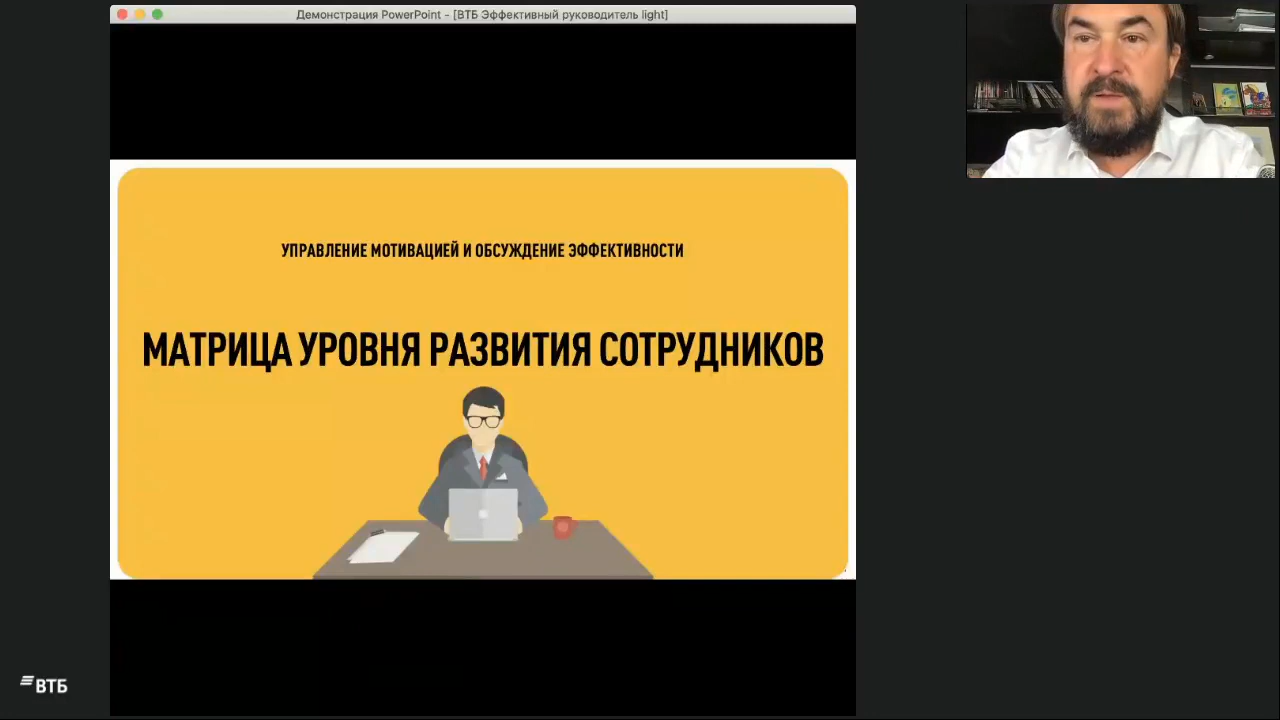 Демонстрация PowerPoint - [ВТБ Эффективный руководитель light]
УПРАВЛЕНИЕ МОТИВАЦИЕЙ И ОБСУЖДЕНИЕ ЭФФЕКТИВНОСТИ
МАТРИЦА УРОВНЯ РАЗВИТИЯ СОТРУДНИКОВ
ВТБ